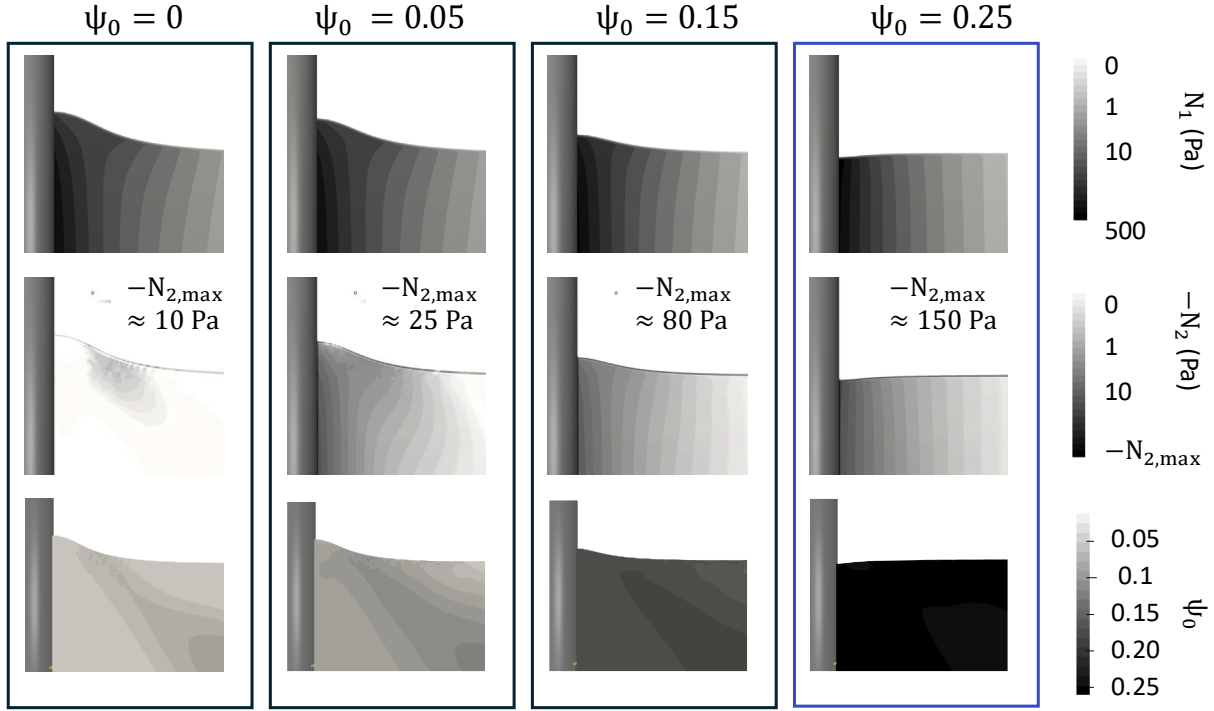 ψ₀ = 0
ψ₀ = 0.05
ψ₀ = 0.15
ψ₀ = 0.25
0
1
10
500
N₁ (Pa)
−N₂,max
≈ 10 Pa
−N₂,max
≈ 25 Pa
−N₂,max
≈ 80 Pa
−N₂,max
≈ 150 Pa
0
1
10
−N₂,max
−N₂ (Pa)
0.05
0.1
0.15
0.20
0.25
ψ₀